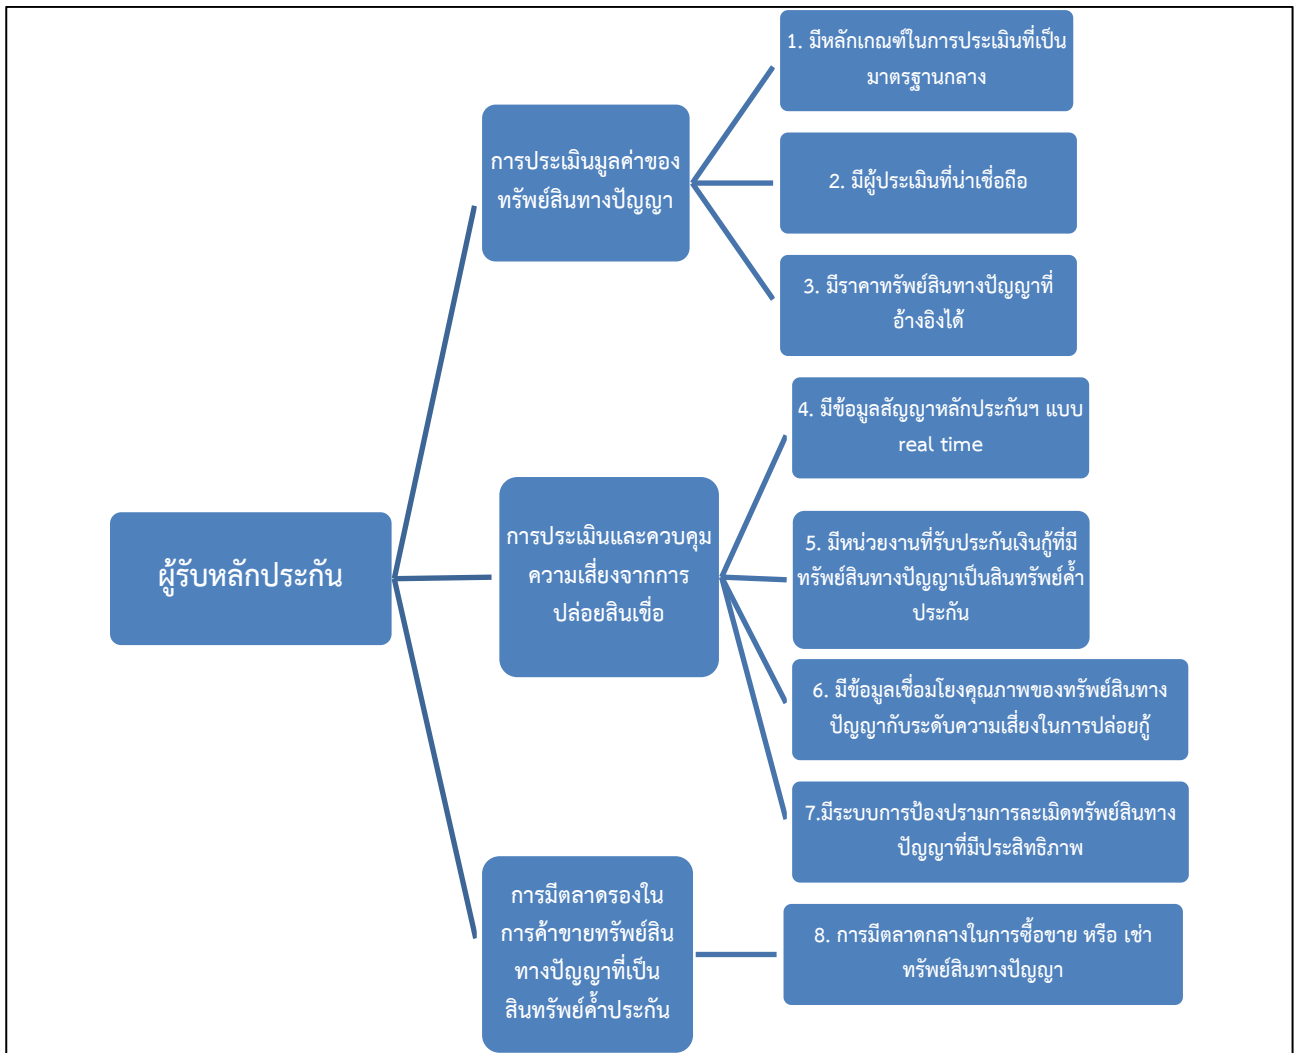 ผู้รับหลักประกัน
การประเมินมูลค่าของ
ทรัพย์สินทางปัญญา
1. มีหลักเกณฑ์ในการประเมินที่เป็น
มาตรฐานกลาง
2. มีผู้ประเมินที่น่าเชื่อถือ
3. มีราคาทรัพย์สินทางปัญญาที่
อ้างอิงได้
การประเมินและควบคุม
ความเสี่ยงจากการ
ปล่อยสินเชื่อ
4. มีข้อมูลสัญญาหลักประกันฯ แบบ
real time
5. มีหน่วยงานที่รับประกันเงินกู้ที่มี
ทรัพย์สินทางปัญญาเป็นสินทรัพย์ค้ำ
ประกัน
6. มีข้อมูลเชื่อมโยงคุณภาพของทรัพย์สินทาง
ปัญญากับระดับความเสี่ยงในการปล่อยกู้
7.มีระบบการป้องปรามการละเมิดทรัพย์สินทาง
ปัญญาที่มีประสิทธิภาพ
การมีตลาดรองใน
การค้าขายทรัพย์สิน
ทางปัญญาที่เป็น
สินทรัพย์ค้ำประกัน
8. การมีตลาดกลางในการซื้อขาย หรือ เช่า
ทรัพย์สินทางปัญญา